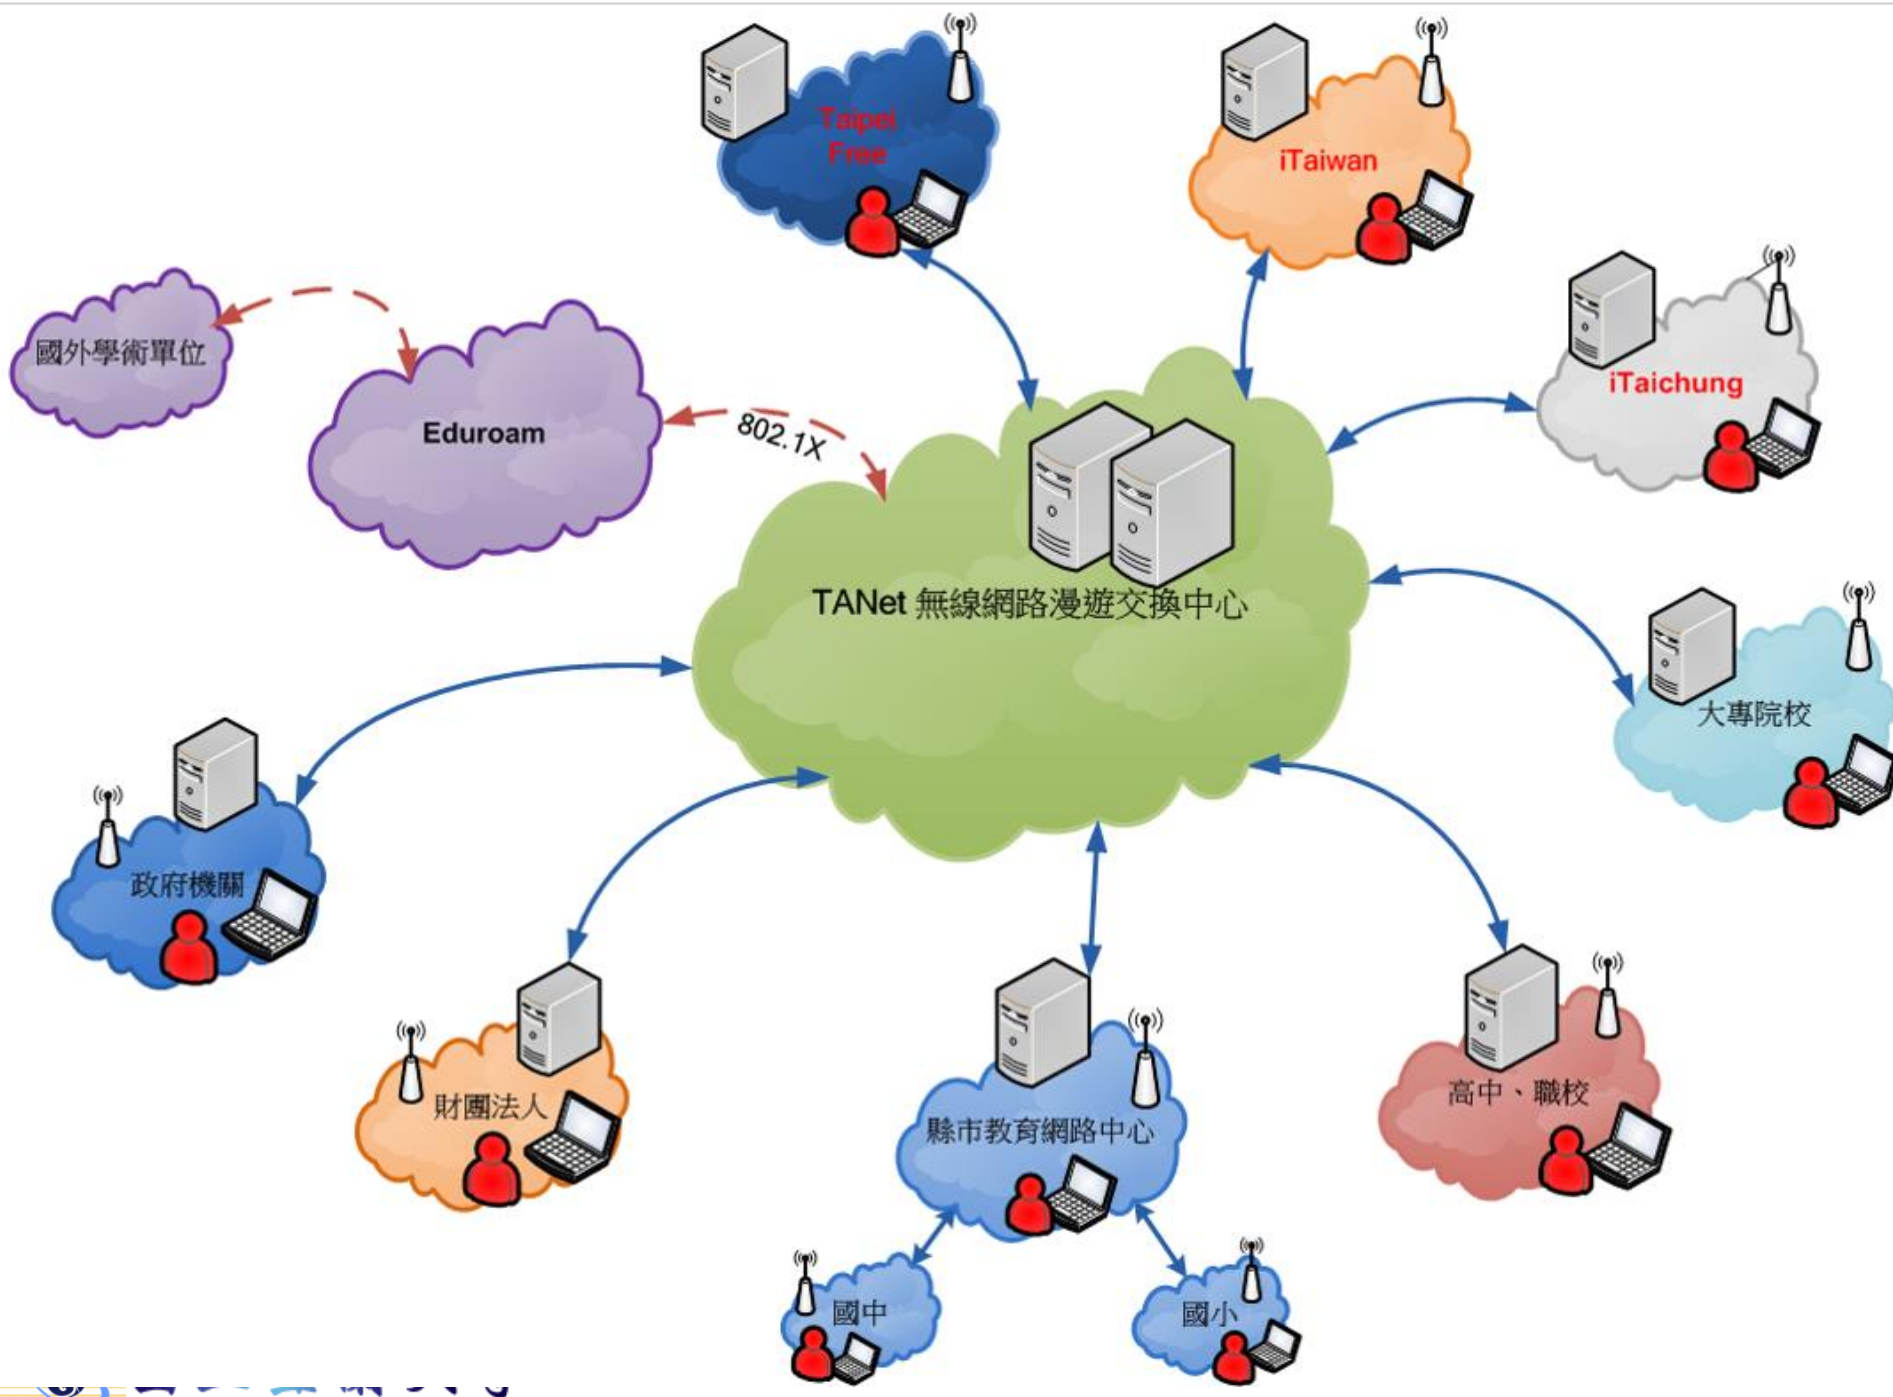 Taipei
Free
iTaiwan
iTaichung
國外學術單位
Eduroam
802.1X
TANet 無線網路漫遊交換中心
大專院校
政府機關
財團法人
縣市教育網路中心
高中、職校
國中
國小